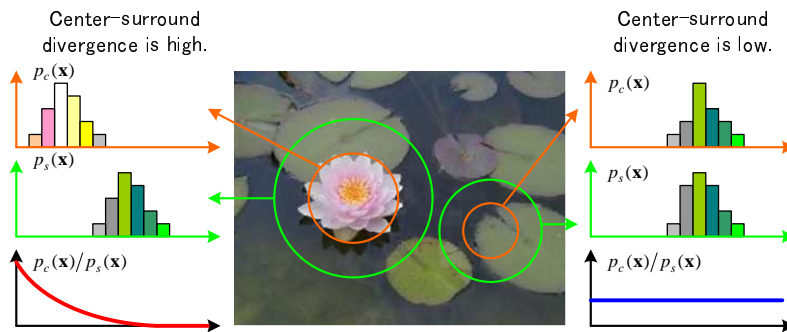 Center-surround
divergence is high.
p_c(x)
p_s(x)
p_c(x)/p_s(x)
Center-surround
divergence is low.
p_c(x)
p_s(x)
p_c(x)/p_s(x)